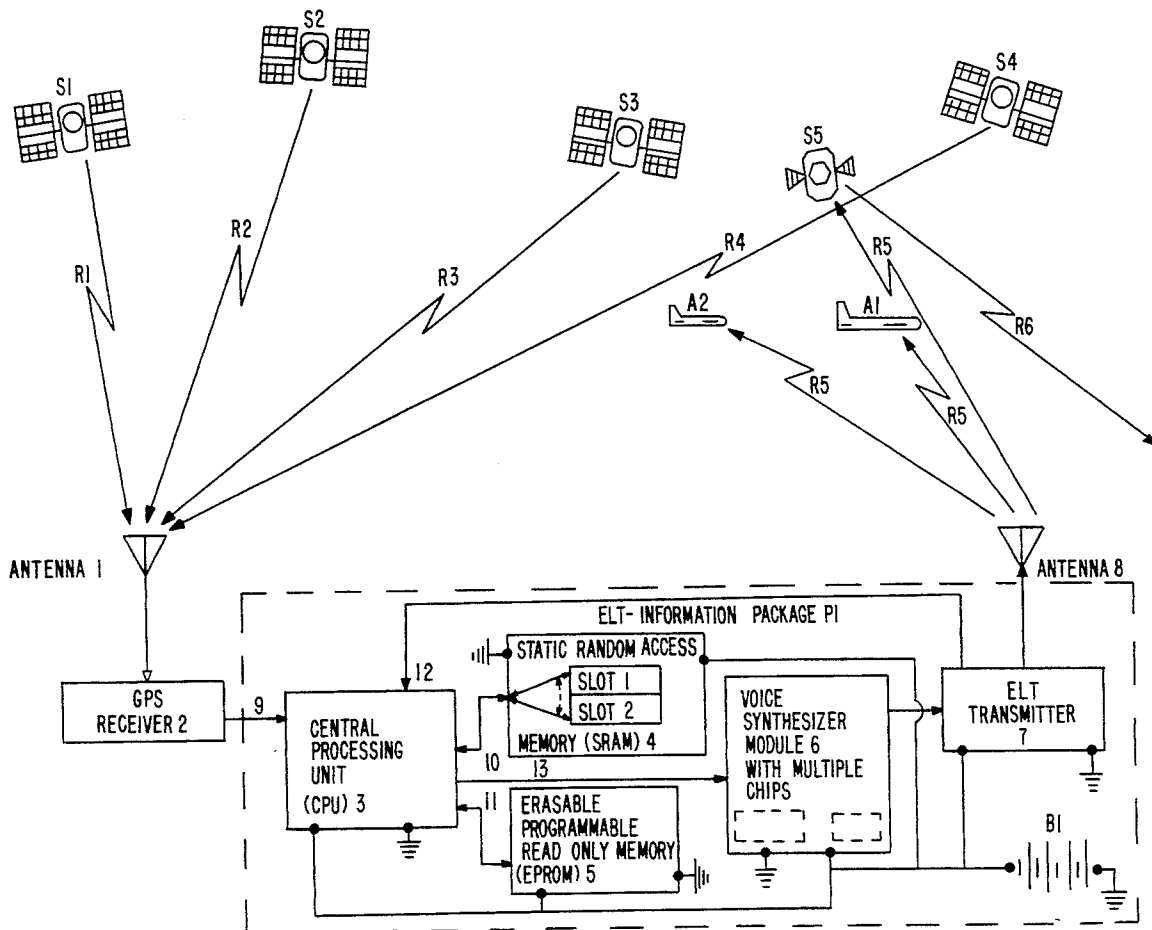 S1
S2
S3
S4
S5
R1
R2
R3
R4
R5
A2
A1
R6
R5
R5
ANTENNA 1
ANTENNA 8
ELT-INFORMATION PACKAGE P1
GPS
RECEIVER 2
9
12
CENTRAL
PROCESSING
UNIT
(CPU) 3
STATIC RANDOM ACCESS
SLOT 1
SLOT 2
MEMORY (SRAM) 4
10
13
11
ERASABLE
PROGRAMMABLE
READ ONLY MEMORY
(EPROM) 5
VOICE
SYNTHESIZER
MODULE 6
WITH MULTIPLE
CHIPS
ELT
TRANSMITTER
7
B1